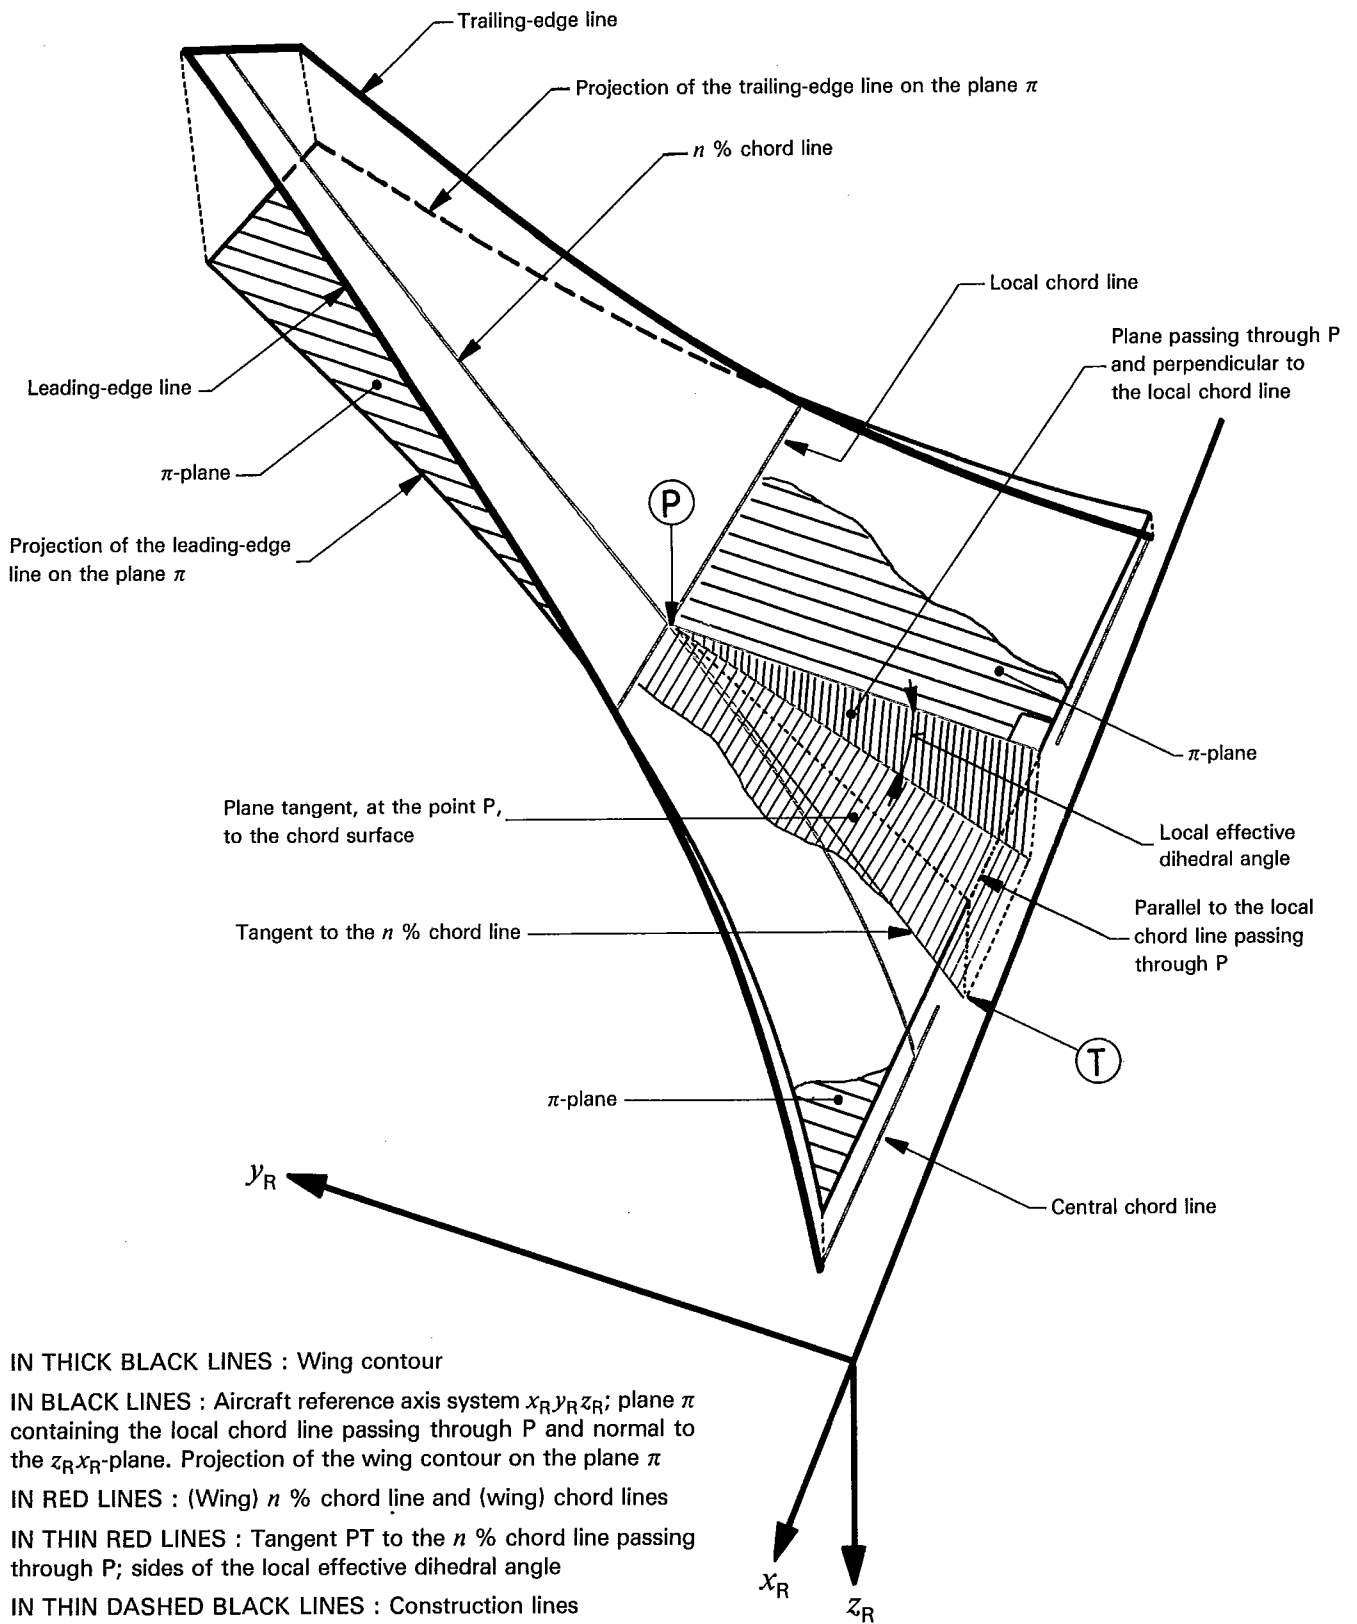 Trailing-edge line
Projection of the trailing-edge line on the plane π
n % chord line
Local chord line
Plane passing through P
and perpendicular to
the local chord line
Leading-edge line
π-plane
P
Projection of the leading-edge
line on the plane π
π-plane
Plane tangent, at the point P,
to the chord surface
Local effective
dihedral angle
Tangent to the n % chord line
Parallel to the local
chord line passing
through P
T
π-plane
yR
Central chord line
IN THICK BLACK LINES : Wing contour
IN BLACK LINES : Aircraft reference axis system xRyRzR; plane π
containing the local chord line passing through P and normal to
the zRxR-plane. Projection of the wing contour on the plane π
IN RED LINES : (Wing) n % chord line and (wing) chord lines
IN THIN RED LINES : Tangent PT to the n % chord line passing
through P; sides of the local effective dihedral angle
IN THIN DASHED BLACK LINES : Construction lines
xR
zR